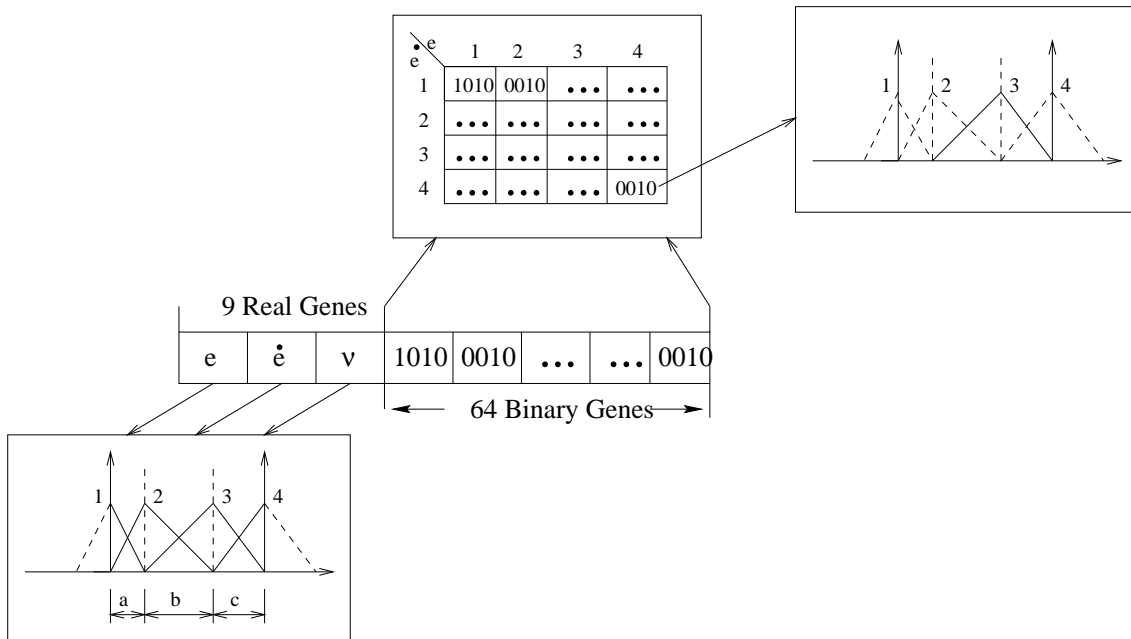 e
ė
1 2 3 4
1 1010 0010 ... ...
2 ... ... ... ...
3 ... ... ... ...
4 ... ... ... 0010
1 2 3 4
9 Real Genes
e ė ν 1010 0010 ... ... 0010
64 Binary Genes
1 2 3 4
a b c